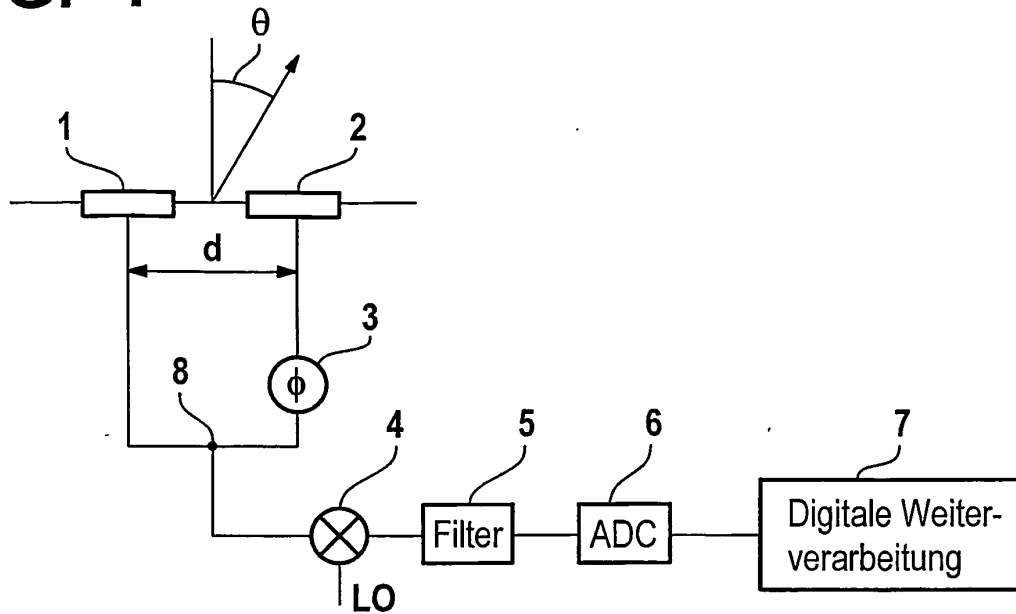 θ
1
2
d
3
ϕ
8
4
5
6
7
Filter
ADC
Digitale Weiter-
verarbeitung
LO